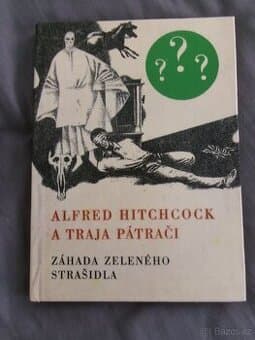 ? ? ?
ALFRED HITCHCOCK
A TRAJA PÁTRAČI
ZÁHADA ZELENÉHO
STRAŠIDLA